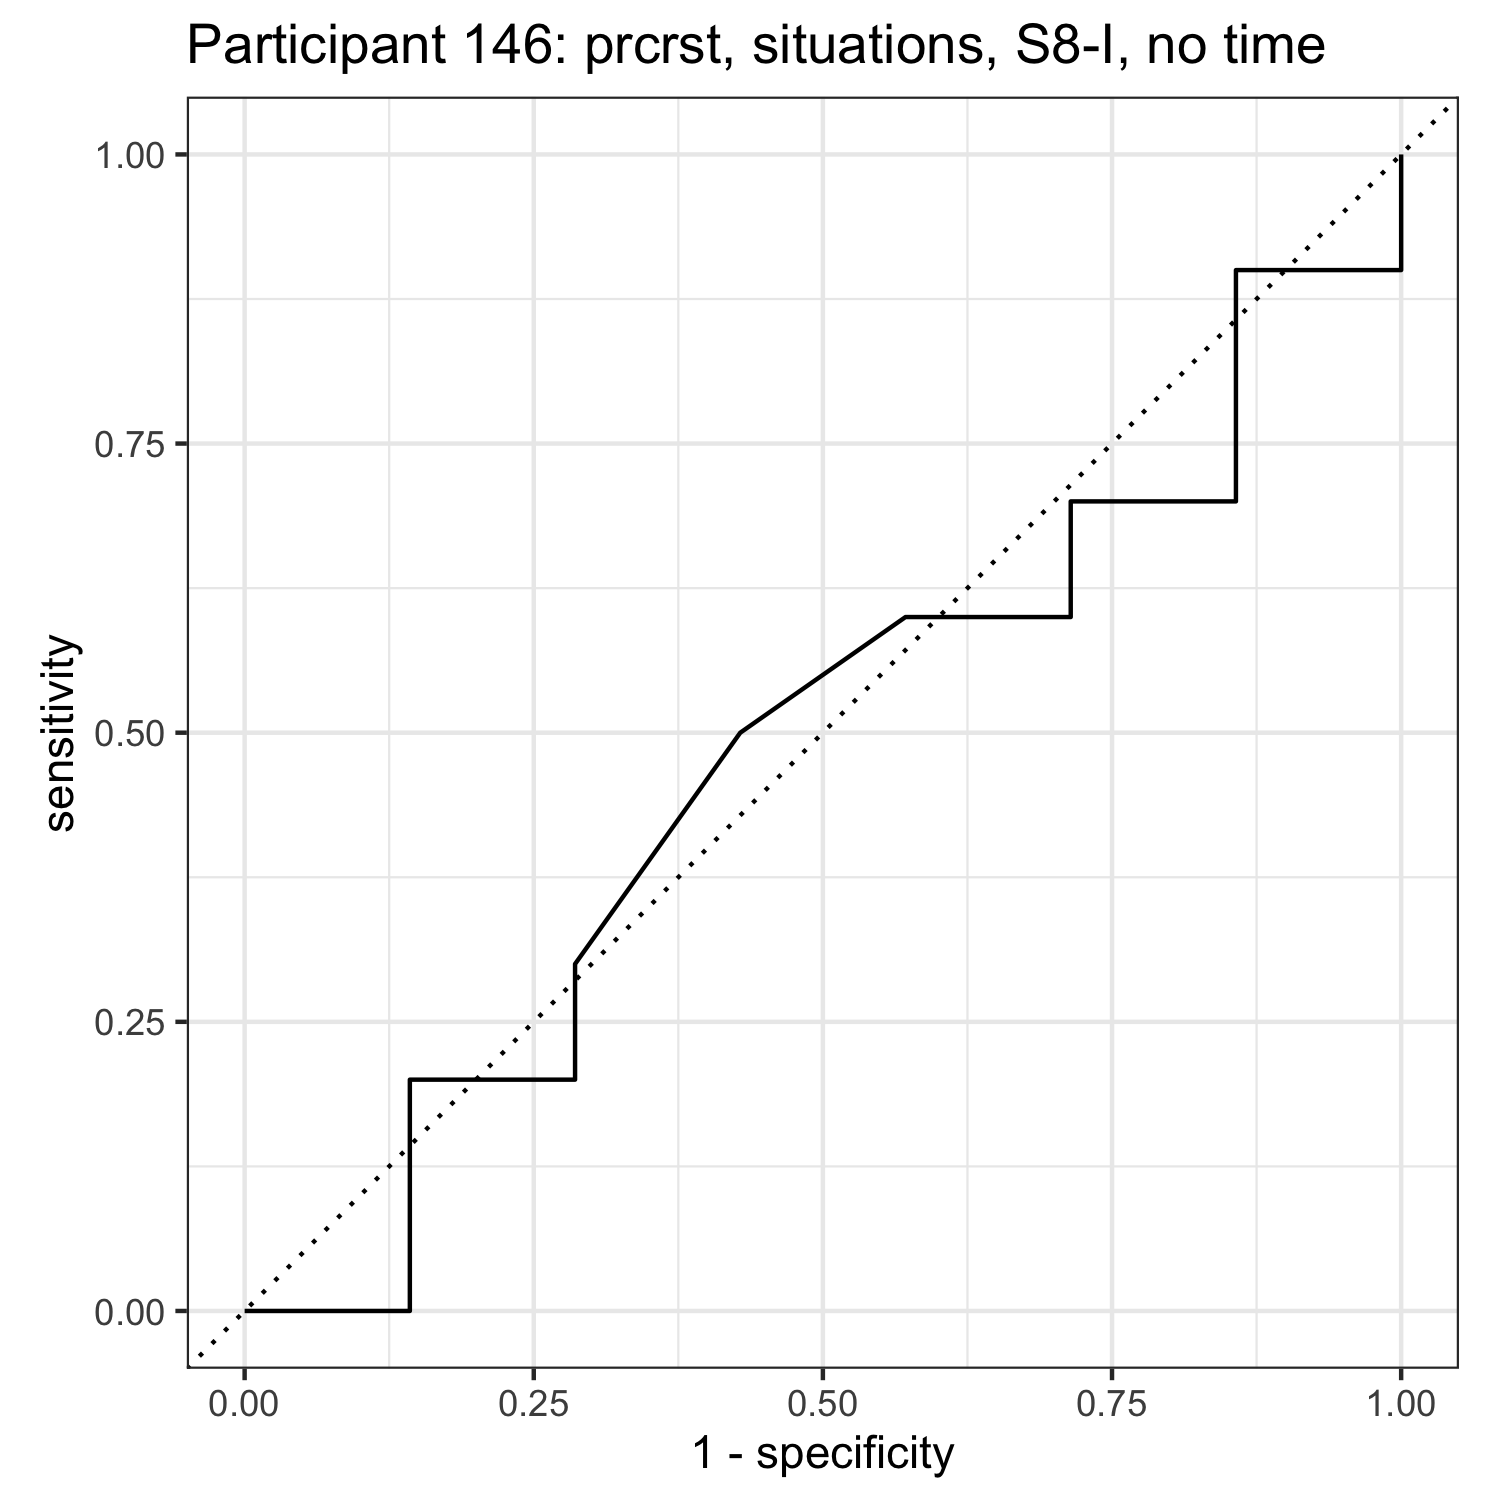 Participant 146: prcrst, situations, S8-I, no time
1.00
0.75
0.50
0.25
0.00
sensitivity
0.00 0.25 0.50 0.75 1.00
1 - specificity